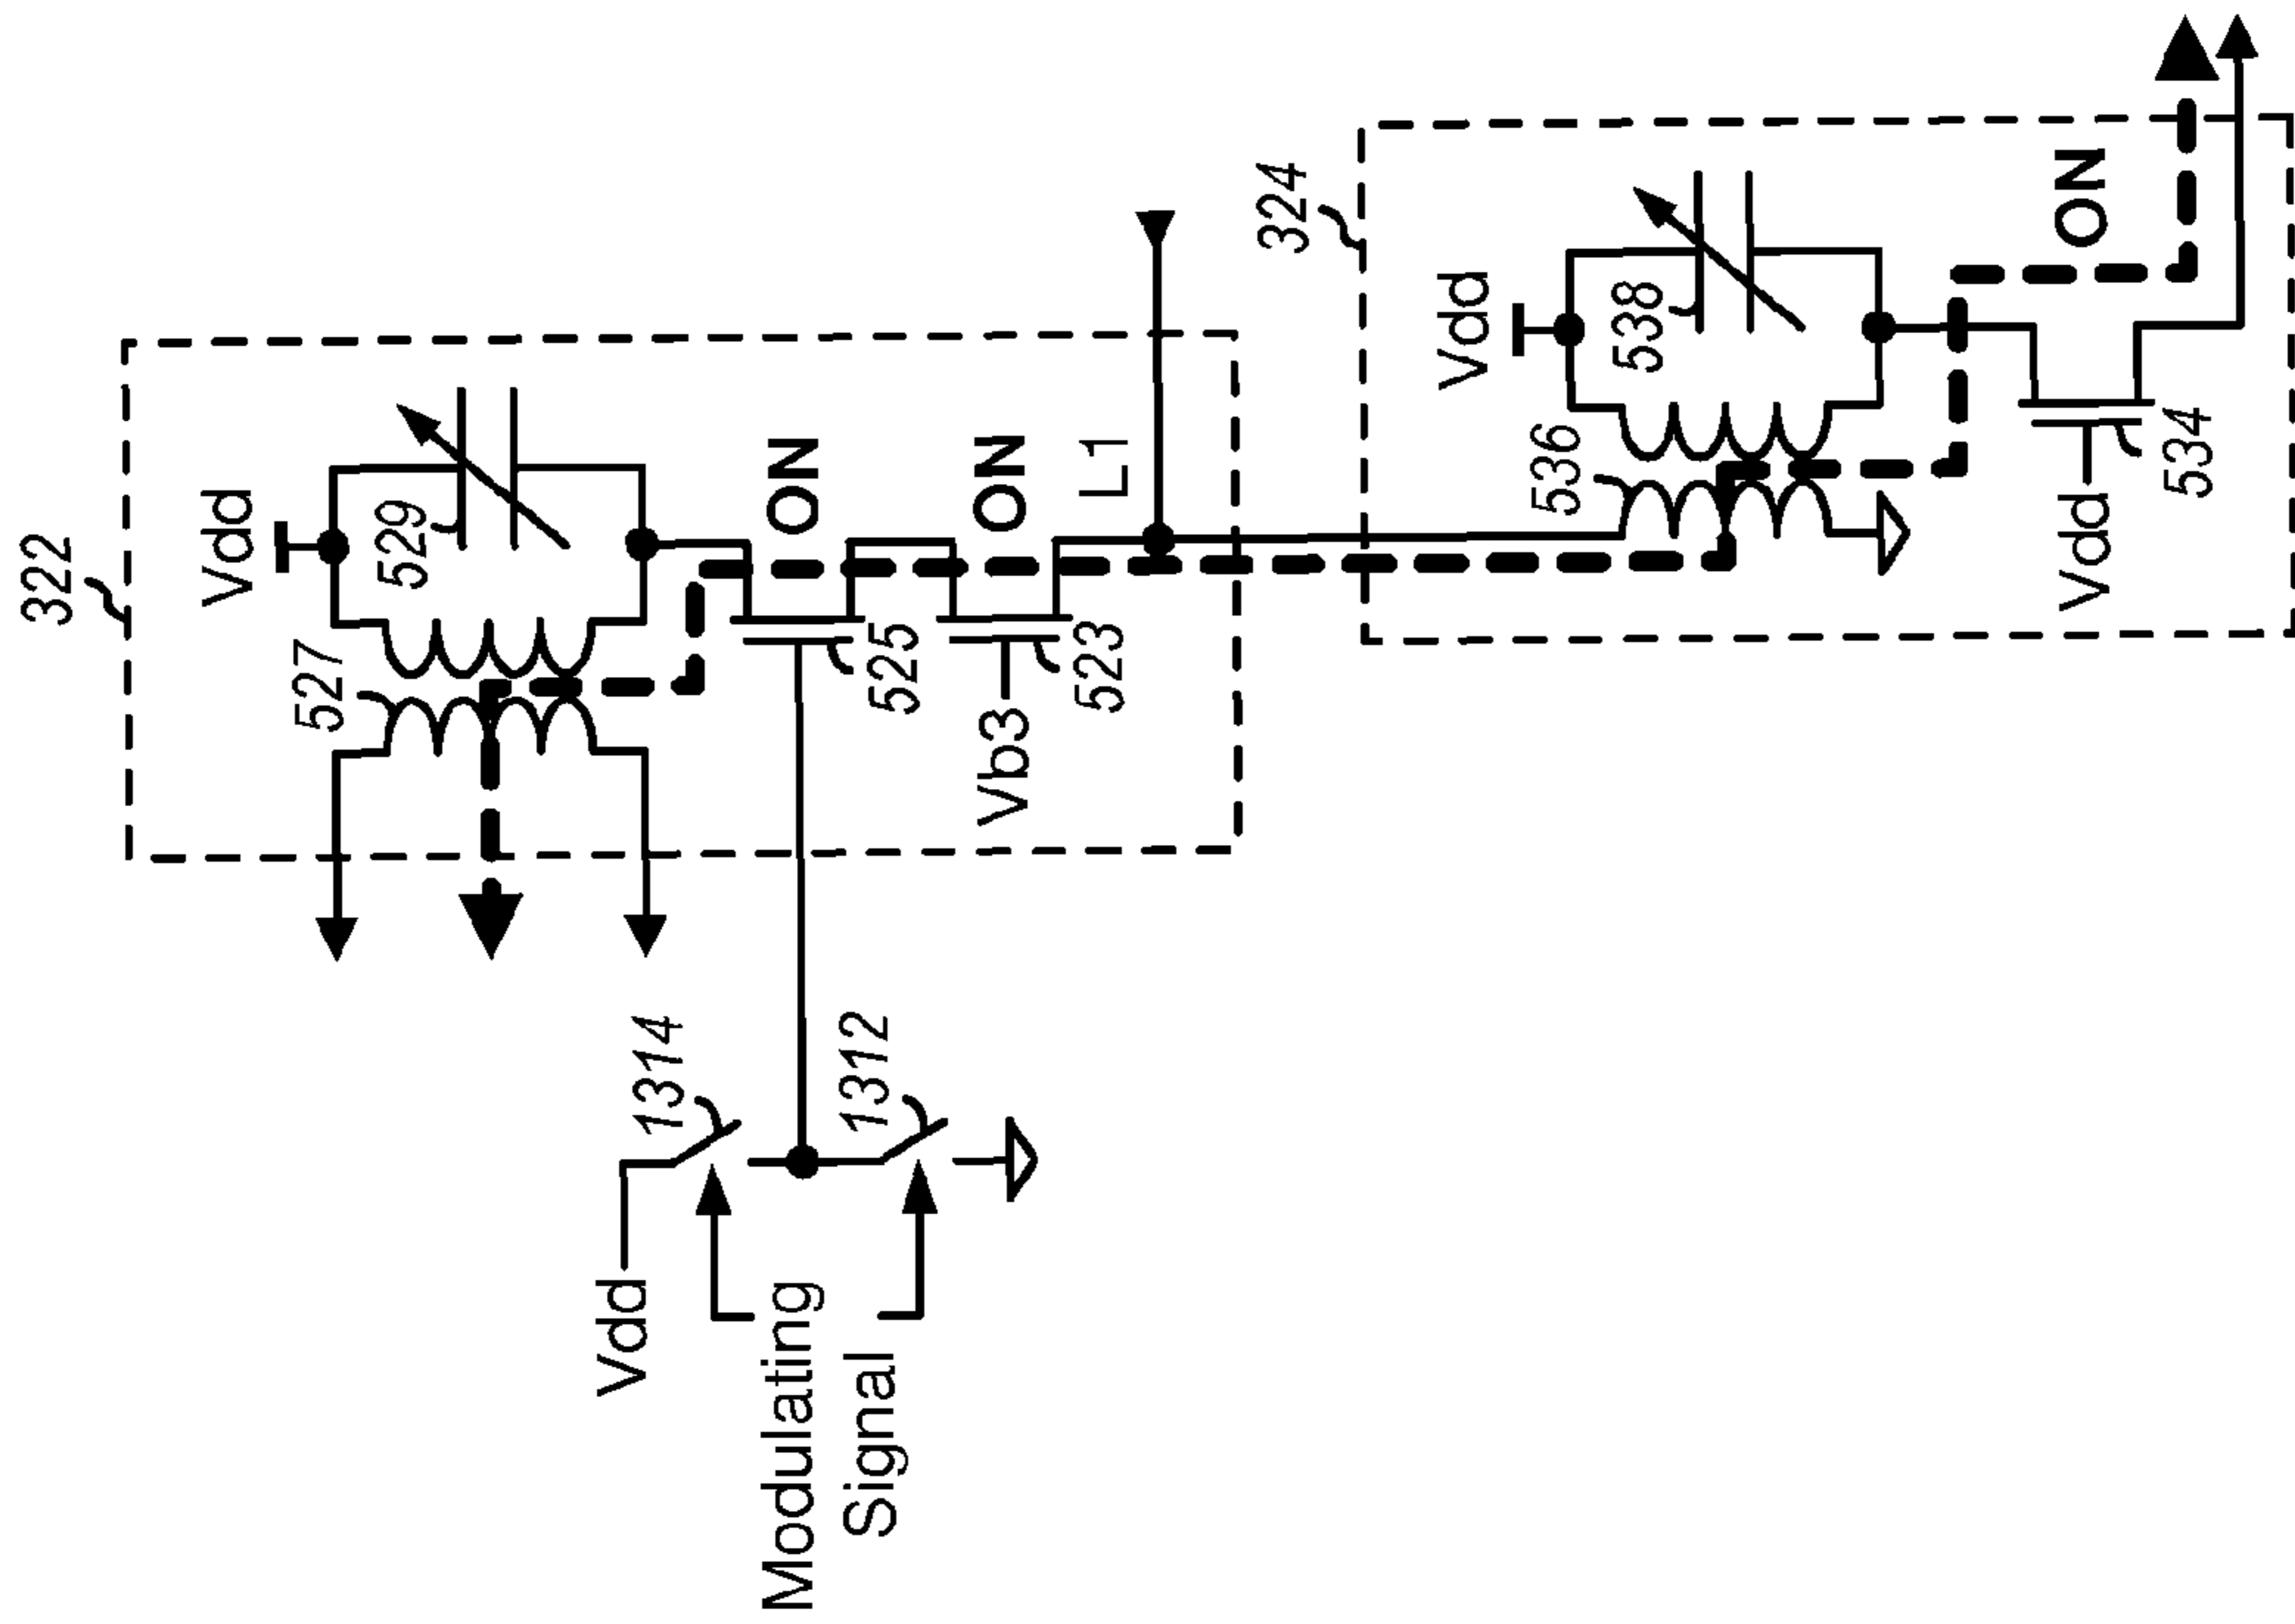 322
Vdd
527
529
Vdd
1314
Modulating
Signal
1312
ON
525
Vb3
ON
523
L1
324
Vdd
536
538
Vdd
ON
534